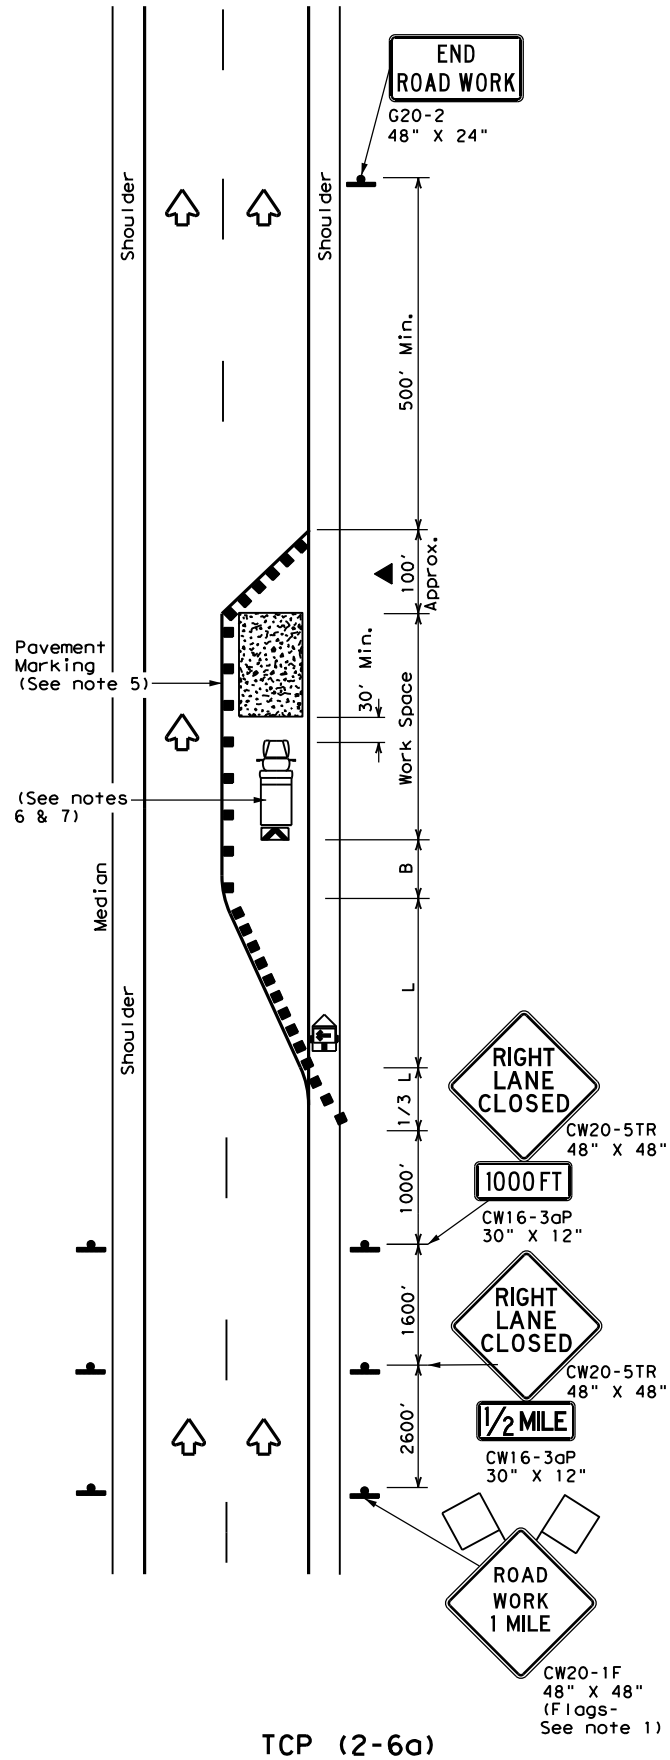 END
ROAD WORK
G20-2
48" X 24"
Shoulder
Shoulder
500' Min.
100'
Approx.
Pavement
Marking
(See note 5)
30' Min.
Work Space
(See notes
6 & 7)
B
Median
L
Shoulder
RIGHT
LANE
CLOSED
1/3 L
CW20-5TR
48" X 48"
1000 FT
1000'
CW16-3aP
30" X 12"
RIGHT
LANE
CLOSED
1600'
CW20-5TR
48" X 48"
1/2 MILE
2600'
CW16-3aP
30" X 12"
ROAD
WORK
1 MILE
CW20-1F
48" X 48"
(Flags-
See note 1)
TCP (2-6a)